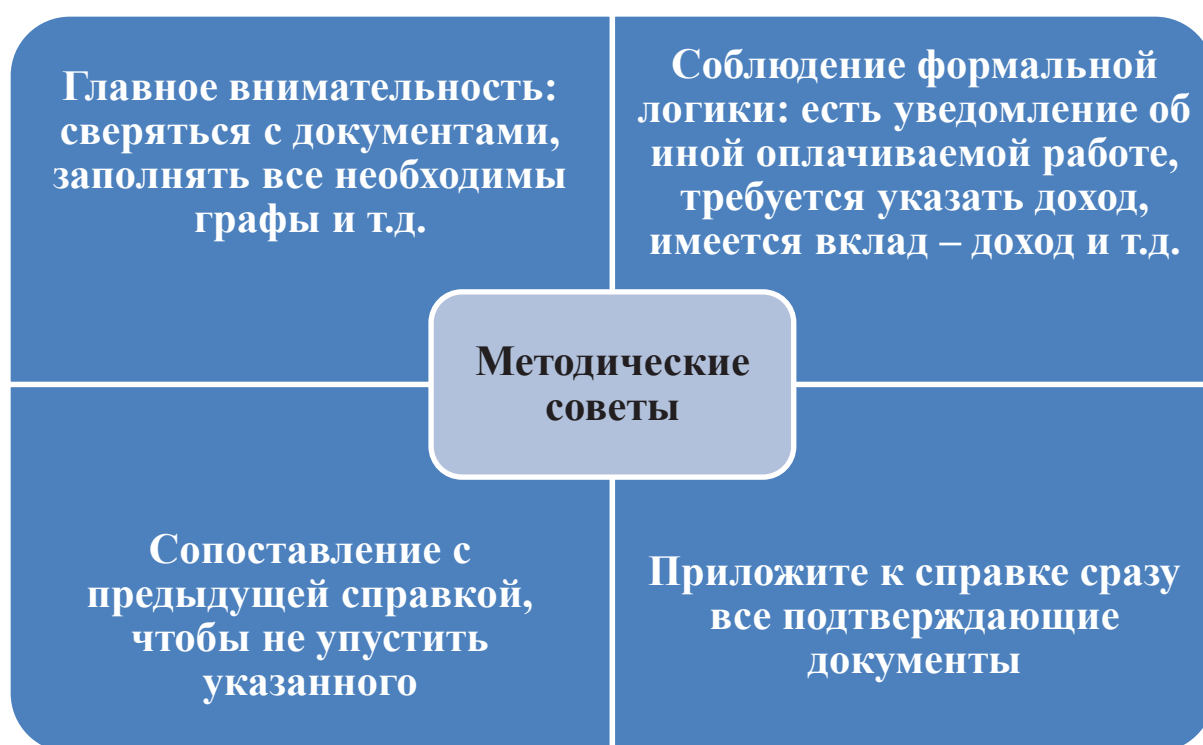 Главное внимательность:
сверяться с документами,
заполнять все необходимы
графы и т.д.
Соблюдение формальной
логики: есть уведомление об
иной оплачиваемой работе,
требуется указать доход,
имеется вклад – доход и т.д.
Методические
советы
Сопоставление с
предыдущей справкой,
чтобы не упустить
указанного
Приложите к справке сразу
все подтверждающие
документы